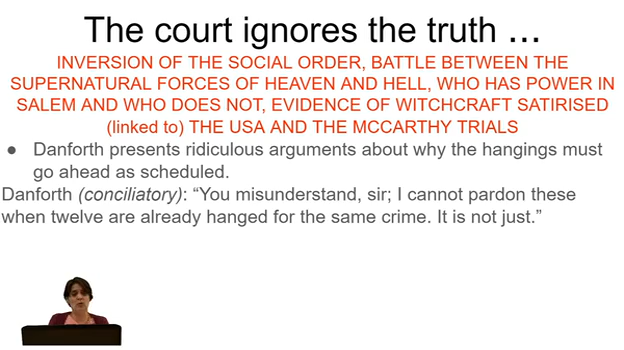 The court ignores the truth …
INVERSION OF THE SOCIAL ORDER, BATTLE BETWEEN THE
SUPERNATURAL FORCES OF HEAVEN AND HELL, WHO HAS POWER IN
SALEM AND WHO DOES NOT, EVIDENCE OF WITCHCRAFT SATIRISED
(linked to) THE USA AND THE MCCARTHY TRIALS
● Danforth presents ridiculous arguments about why the hangings must
go ahead as scheduled.
Danforth (conciliatory): “You misunderstand, sir; I cannot pardon these
when twelve are already hanged for the same crime. It is not just.”